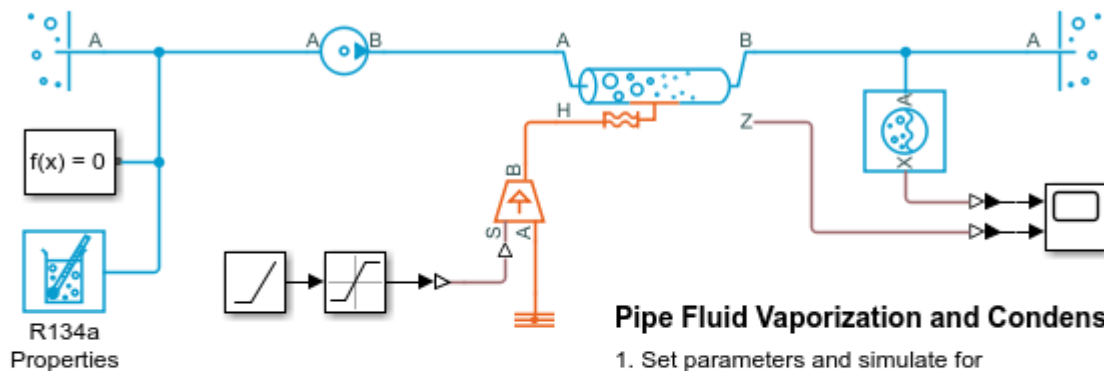 A
A
B
A
B
A
H
Z
A
X
f(x) = 0
B
S
A
R134a
Properties
Pipe Fluid Vaporization and Condens
1. Set parameters and simulate for